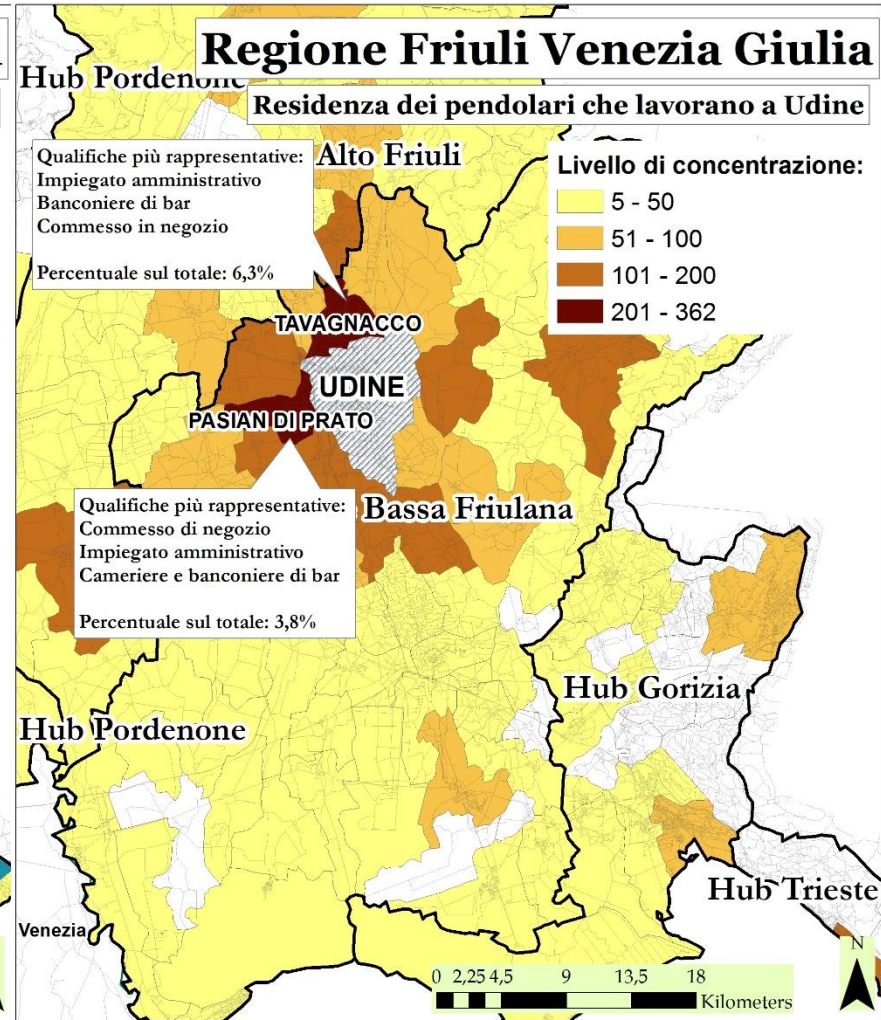 Regione Friuli Venezia Giulia
Hub Pordenone
Residenza dei pendolari che lavorano a Udine
Qualifiche più rappresentative:
Impiegato amministrativo
Banconiere di bar
Commesso in negozio
Percentuale sul totale: 6,3%
Alto Friuli
Livello di concentrazione:
5 - 50
51 - 100
101 - 200
201 - 362
TAVAGNACCO
UDINE
PASIAN DI PRATO
Qualifiche più rappresentative:
Commesso di negozio
Impiegato amministrativo
Cameriere e banconiere di bar
Percentuale sul totale: 3,8%
Bassa Friulana
Hub Gorizia
Hub Pordenone
Hub Trieste
Venezia
N
0 2,25 4,5 9 13,5 18
Kilometers